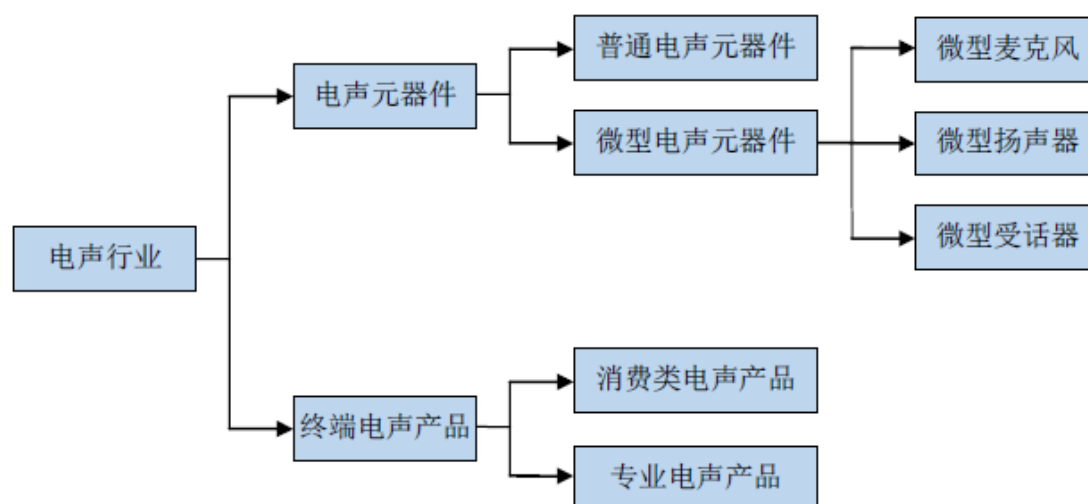 普通电声元器件
微型麦克风
电声元器件
微型电声元器件
微型扬声器
微型受话器
电声行业
消费类电声产品
终端电声产品
专业电声产品